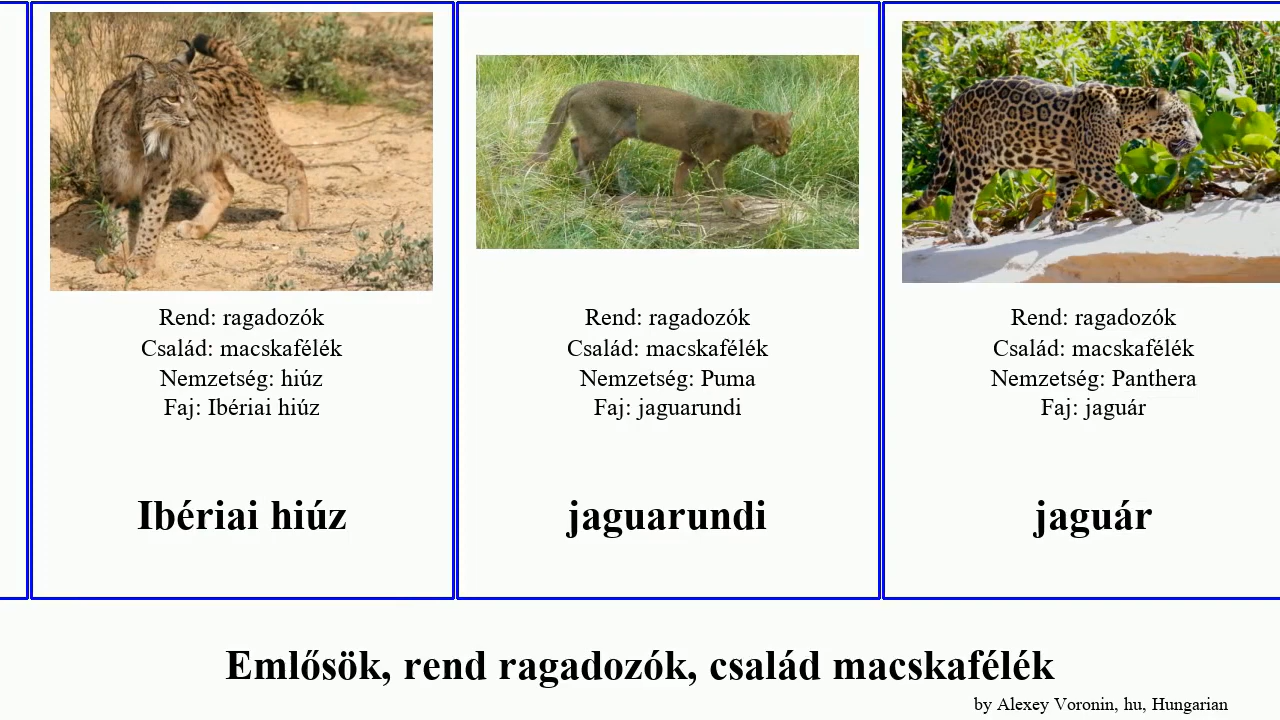 Rend: ragadozók
Család: macskafélék
Nemzetség: hiúz
Faj: Ibériai hiúz
Ibériai hiúz
Rend: ragadozók
Család: macskafélék
Nemzetség: Puma
Faj: jaguarundi
jaguarundi
Rend: ragadozók
Család: macskafélék
Nemzetség: Panthera
Faj: jaguár
jaguár
Emlősök, rend ragadozók, család macskafélék
by Alexey Voronin, hu, Hungarian